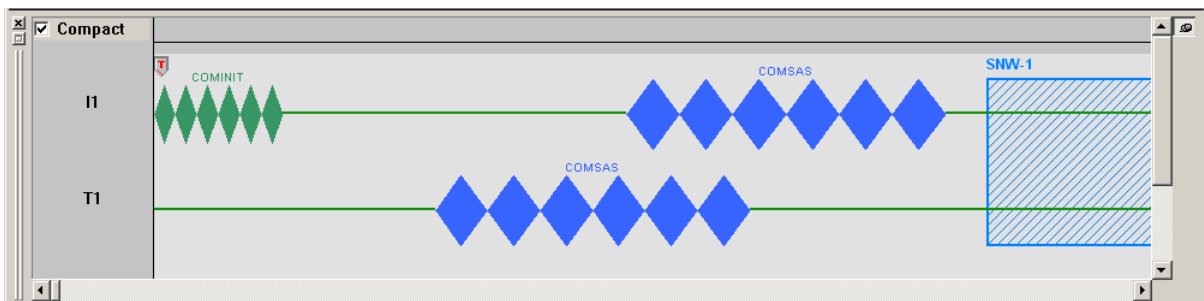 Compact
T
COMINIT
COMSAS
SNW-1
I1
COMSAS
T1